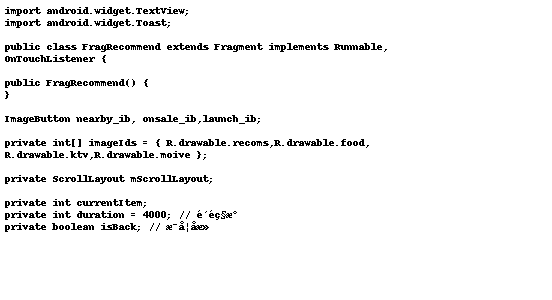 import android.widget.TextView;
import android.widget.Toast;
public class FragRecommend extends Fragment implements Runnable,
OnTouchListener {
public FragRecommend() {
}
ImageButton nearby_ib, onsale_ib,launch_ib;
private int[] imageIds = { R.drawable.recoms,R.drawable.food,
R.drawable.ktv,R.drawable.moive };
private ScrollLayout mScrollLayout;
private int currentItem;
private int duration = 4000; //
private boolean isBack; //